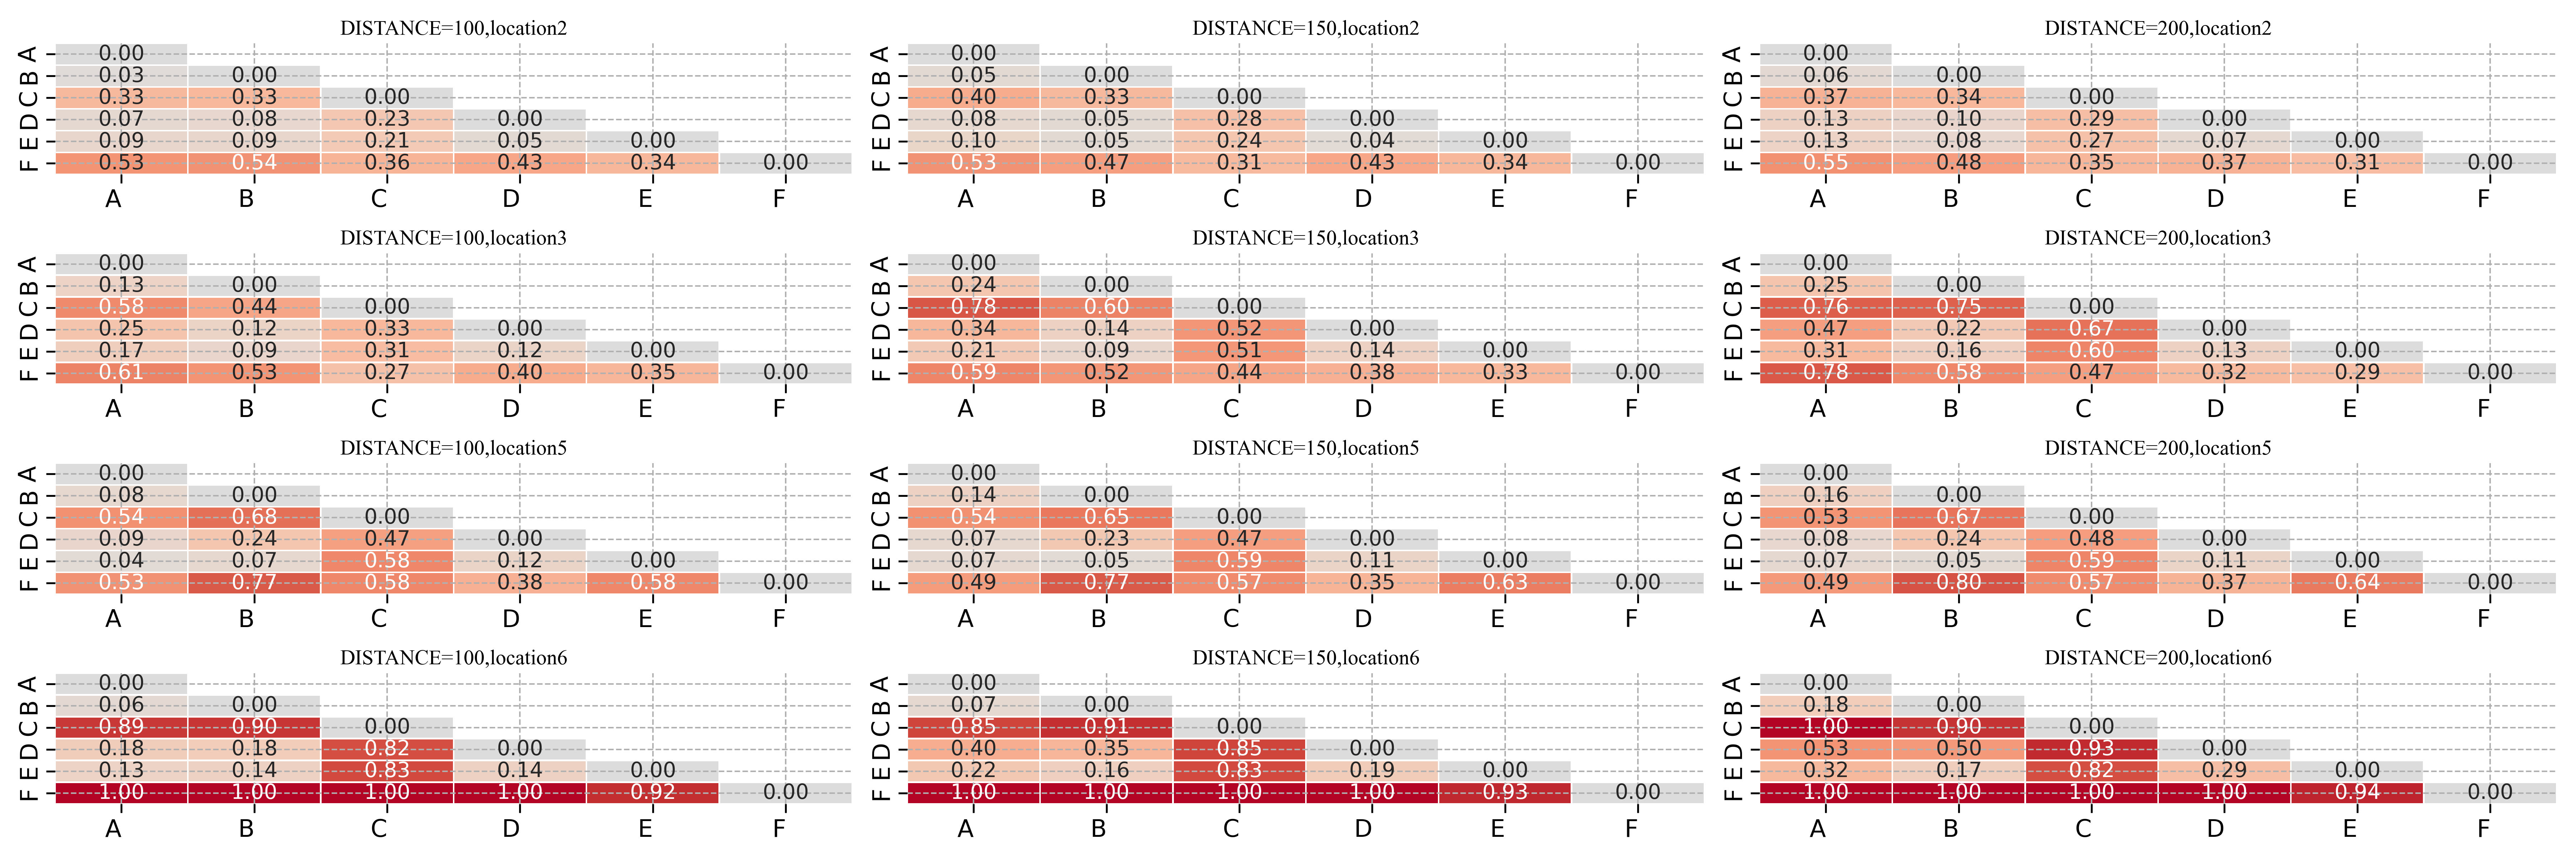 DISTANCE=100,location2
A 0.00
B 0.03 0.00
C 0.33 0.33 0.00
D 0.07 0.08 0.23 0.00
E 0.09 0.09 0.21 0.05 0.00
F 0.53 0.54 0.36 0.43 0.34 0.00
A B C D E F
DISTANCE=150,location2
A 0.00
B 0.05 0.00
C 0.40 0.33 0.00
D 0.08 0.05 0.28 0.00
E 0.10 0.05 0.24 0.04 0.00
F 0.53 0.47 0.31 0.43 0.34 0.00
A B C D E F
DISTANCE=200,location2
A 0.00
B 0.06 0.00
C 0.37 0.34 0.00
D 0.13 0.10 0.29 0.00
E 0.13 0.08 0.27 0.07 0.00
F 0.55 0.48 0.35 0.37 0.31 0.00
A B C D E F
DISTANCE=100,location3
A 0.00
B 0.13 0.00
C 0.58 0.44 0.00
D 0.25 0.12 0.33 0.00
E 0.17 0.09 0.31 0.12 0.00
F 0.61 0.53 0.27 0.40 0.35 0.00
A B C D E F
DISTANCE=150,location3
A 0.00
B 0.24 0.00
C 0.78 0.60 0.00
D 0.34 0.14 0.52 0.00
E 0.21 0.09 0.51 0.14 0.00
F 0.59 0.52 0.44 0.38 0.33 0.00
A B C D E F
DISTANCE=200,location3
A 0.00
B 0.25 0.00
C 0.76 0.75 0.00
D 0.47 0.22 0.67 0.00
E 0.31 0.16 0.60 0.13 0.00
F 0.78 0.58 0.47 0.32 0.29 0.00
A B C D E F
DISTANCE=100,location5
A 0.00
B 0.08 0.00
C 0.54 0.68 0.00
D 0.09 0.24 0.47 0.00
E 0.04 0.07 0.58 0.12 0.00
F 0.53 0.77 0.58 0.38 0.58 0.00
A B C D E F
DISTANCE=150,location5
A 0.00
B 0.14 0.00
C 0.54 0.65 0.00
D 0.07 0.23 0.47 0.00
E 0.07 0.05 0.59 0.11 0.00
F 0.49 0.77 0.57 0.35 0.63 0.00
A B C D E F
DISTANCE=200,location5
A 0.00
B 0.16 0.00
C 0.53 0.67 0.00
D 0.08 0.24 0.48 0.00
E 0.07 0.05 0.59 0.11 0.00
F 0.49 0.80 0.57 0.37 0.64 0.00
A B C D E F
DISTANCE=100,location6
A 0.00
B 0.06 0.00
C 0.89 0.90 0.00
D 0.18 0.18 0.82 0.00
E 0.13 0.14 0.83 0.14 0.00
F 1.00 1.00 1.00 1.00 0.92 0.00
A B C D E F
DISTANCE=150,location6
A 0.00
B 0.07 0.00
C 0.85 0.91 0.00
D 0.40 0.35 0.85 0.00
E 0.22 0.16 0.83 0.19 0.00
F 1.00 1.00 1.00 1.00 0.93 0.00
A B C D E F
DISTANCE=200,location6
A 0.00
B 0.18 0.00
C 1.00 0.90 0.00
D 0.53 0.50 0.93 0.00
E 0.32 0.17 0.82 0.29 0.00
F 1.00 1.00 1.00 1.00 0.94 0.00
A B C D E F